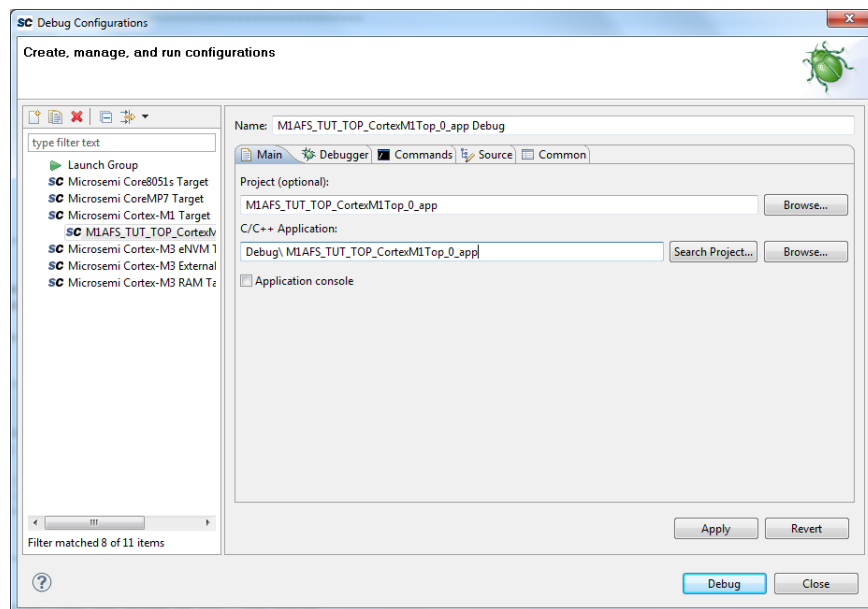 SC Debug Configurations
Create, manage, and run configurations
type filter text
Launch Group
SC Microsemi Core8051s Target
SC Microsemi CoreMP7 Target
SC Microsemi Cortex-M1 Target
SC M1AFS_TUT_TOP_CortexM
SC Microsemi Cortex-M3 eNVM T
SC Microsemi Cortex-M3 External
SC Microsemi Cortex-M3 RAM Ta
Filter matched 8 of 11 items
Name: M1AFS_TUT_TOP_CortexM1Top_0_app Debug
Main Debugger Commands Source Common
Project (optional):
M1AFS_TUT_TOP_CortexM1Top_0_app Browse...
C/C++ Application:
Debug\ M1AFS_TUT_TOP_CortexM1Top_0_app Search Project... Browse...
Application console
Apply Revert
? Debug Close